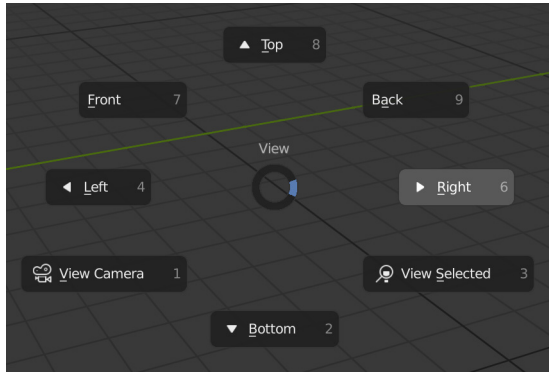 Top 8
Front 7
Back 9
View
Left 4
Right 6
View Camera 1
View Selected 3
Bottom 2